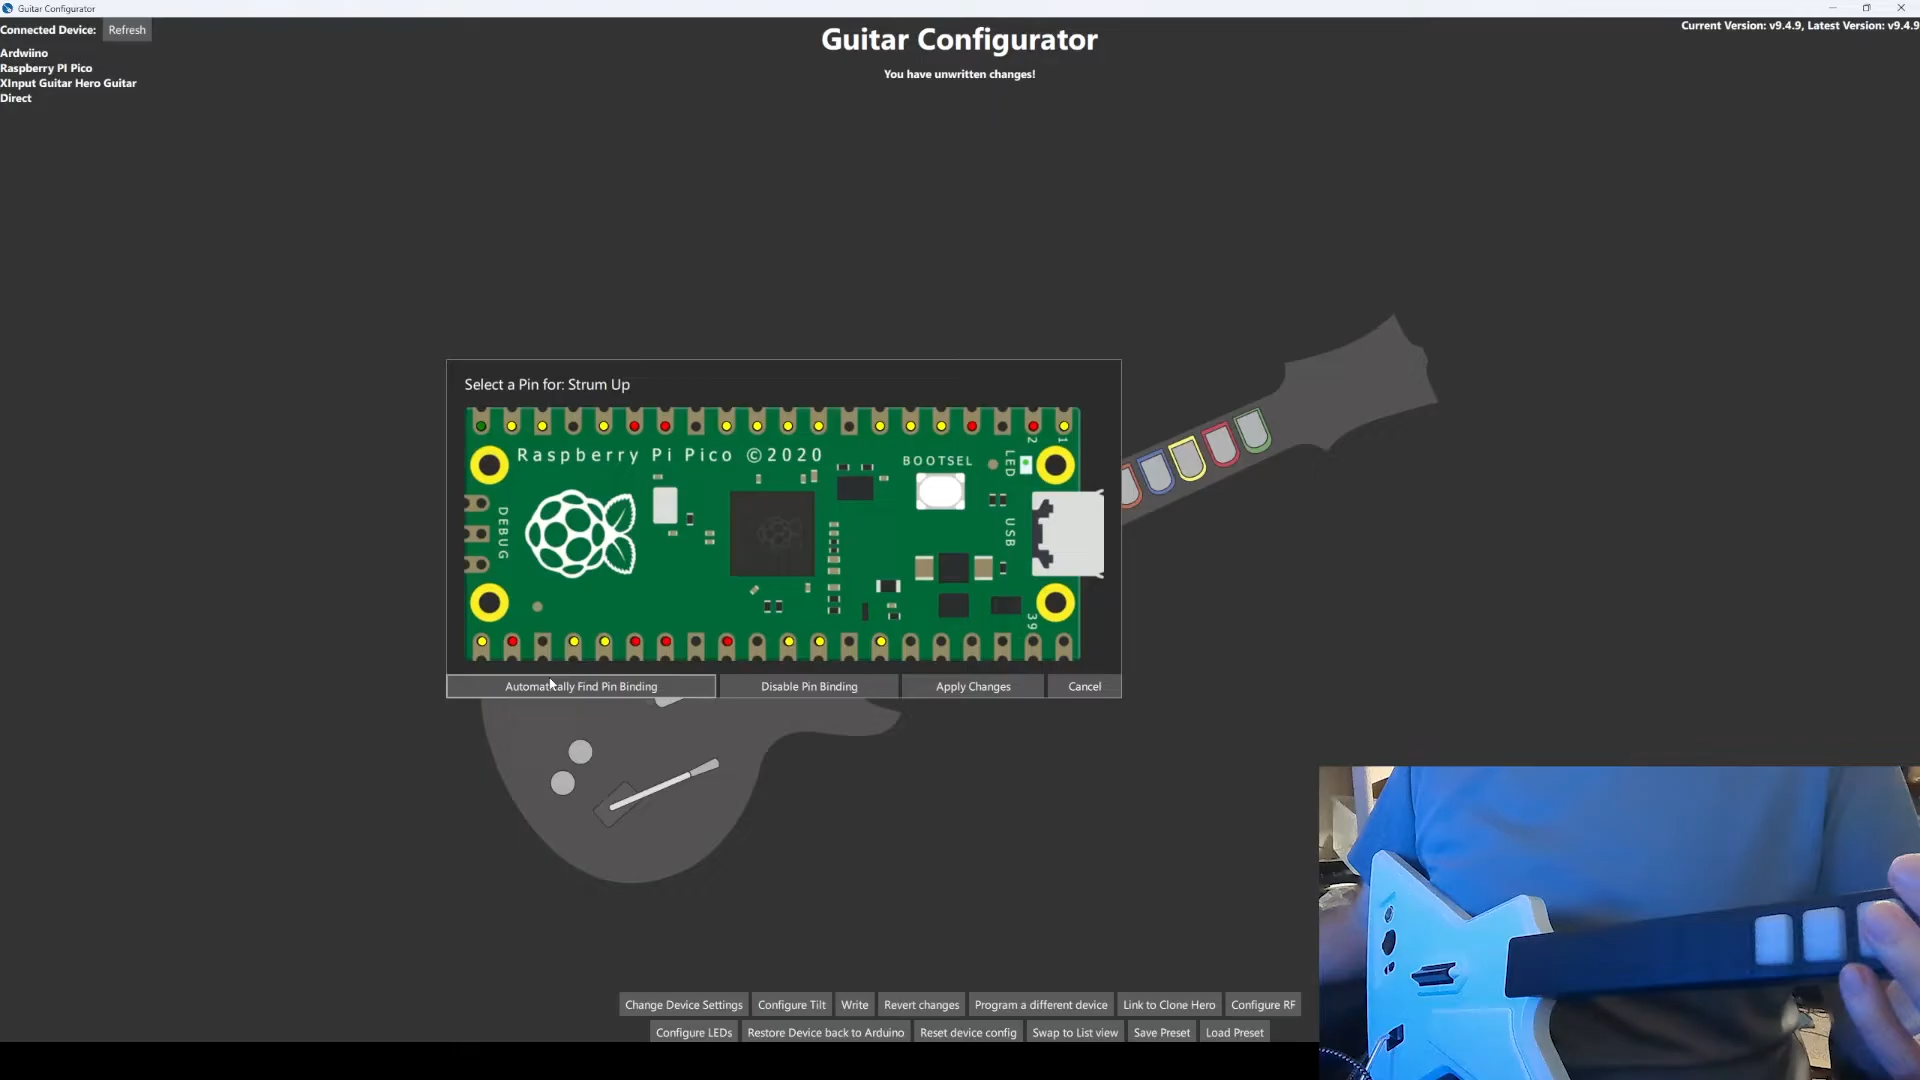 Guitar Configurator
Connected Device:
Refresh
Ardwiino
Raspberry PI Pico
XInput Guitar Hero Guitar
Direct
Guitar Configurator
You have unwritten changes!
Current Version: v9.4.9, Latest Version: v9.4.9
Select a Pin for: Strum Up
Raspberry Pi Pico ©2020
BOOTSEL
LED
2
1
DEBUG
USB
39
Automatically Find Pin Binding
Disable Pin Binding
Apply Changes
Cancel
Change Device Settings
Configure Tilt
Write
Revert changes
Program a different device
Link to Clone Hero
Configure RF
Configure LEDs
Restore Device back to Arduino
Reset device config
Swap to List view
Save Preset
Load Preset